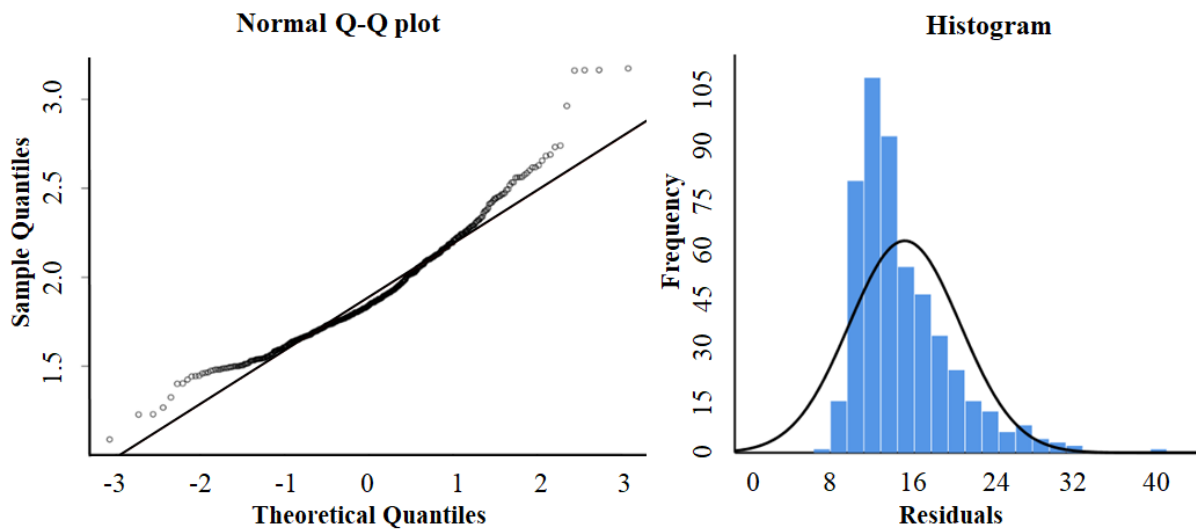 Normal Q-Q plot
Sample Quantiles
3.0
2.5
2.0
1.5
-3 -2 -1 0 1 2 3
Theoretical Quantiles
Histogram
Frequency
105
90
75
60
45
30
15
0
0 8 16 24 32 40
Residuals